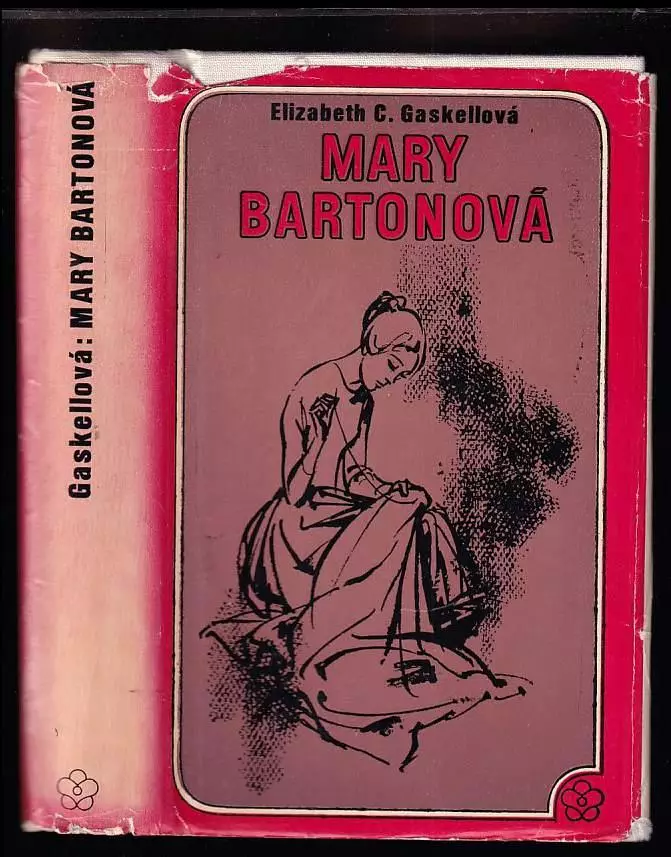 Elizabeth C. Gaskellová
MARY
BARTONOVÁ
Gaskellová: MARY BARTONOVÁ